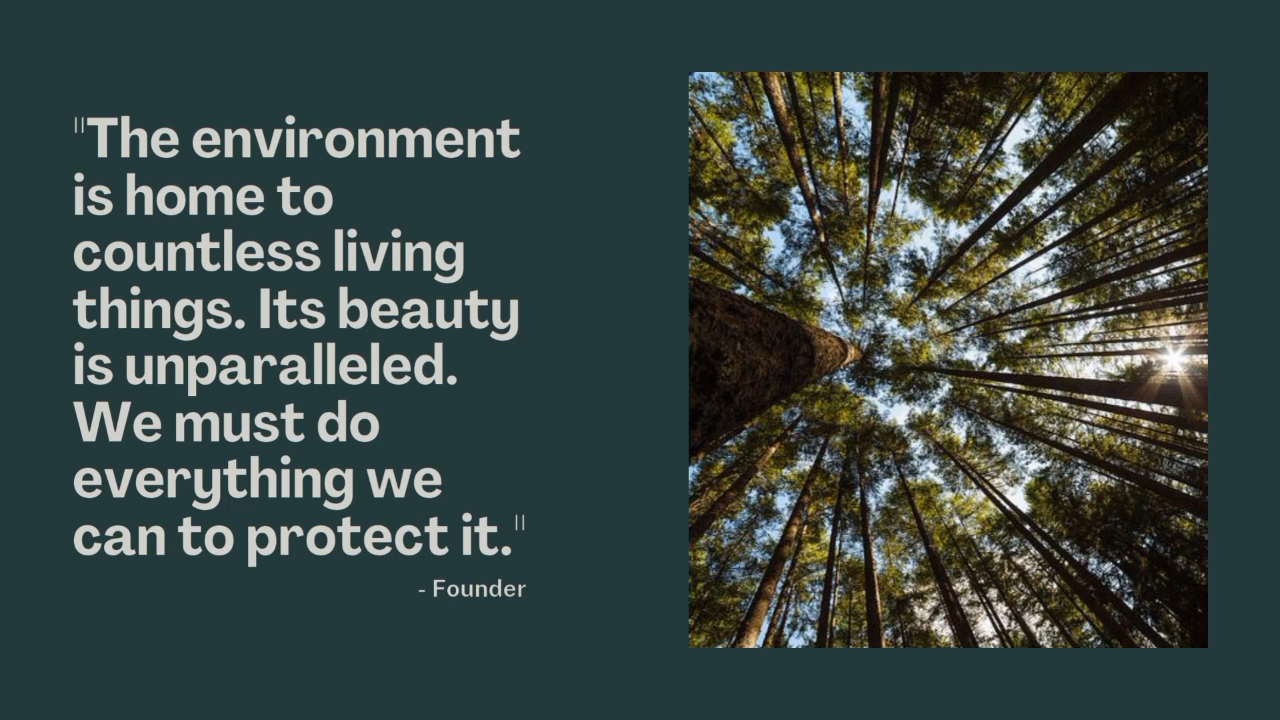 "The environment
is home to
countless living
things. Its beauty
is unparalleled.
We must do
everything we
can to protect it."
- Founder